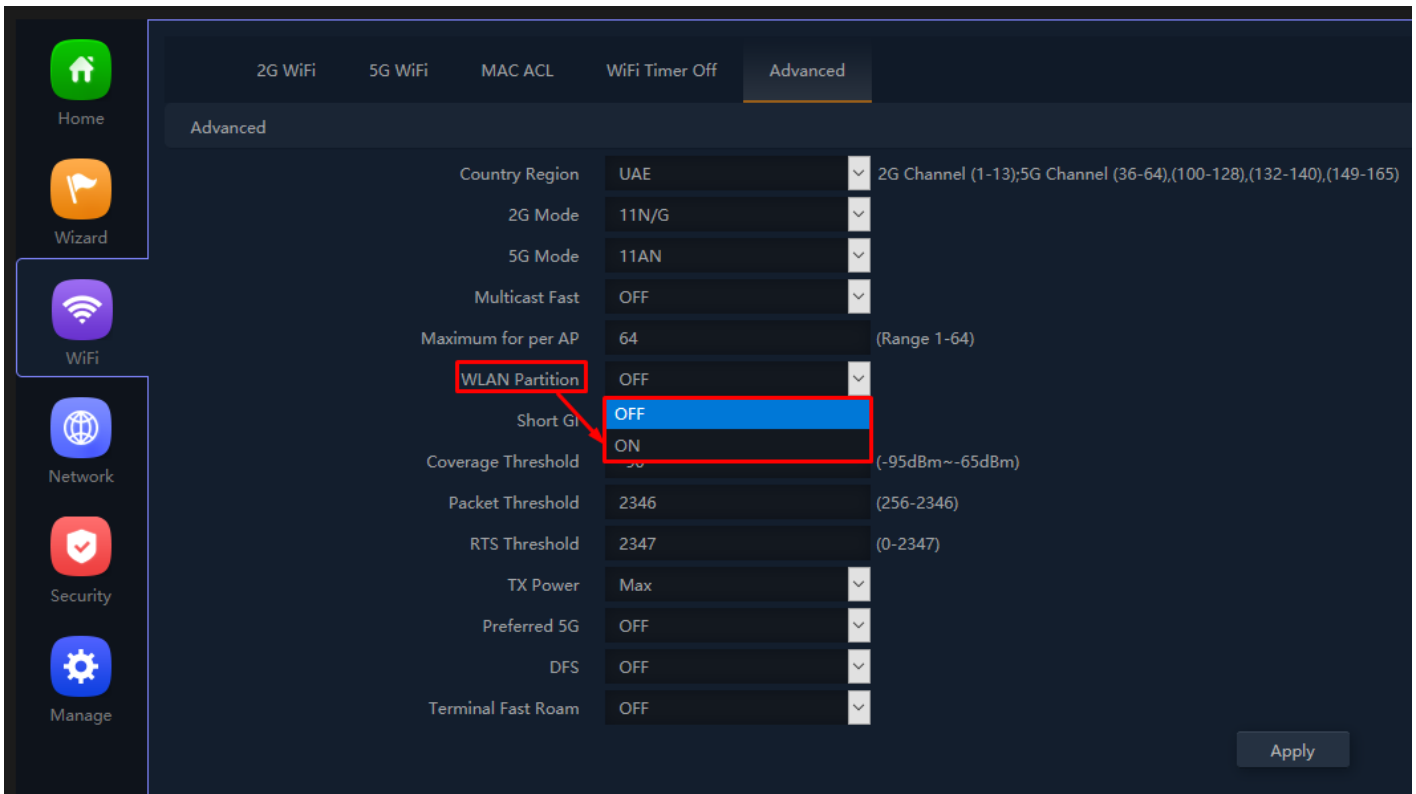 2G WiFi 5G WiFi MAC ACL WiFi Timer Off Advanced
Home
Advanced
Country Region UAE 2G Channel (1-13);5G Channel (36-64),(100-128),(132-140),(149-165)
2G Mode 11N/G
Wizard
5G Mode 11AN
Multicast Fast OFF
Maximum for per AP 64 (Range 1-64)
WiFi
WLAN Partition OFF
Short GI OFF
ON
Coverage Threshold (-95dBm~-65dBm)
Network
Packet Threshold 2346 (256-2346)
RTS Threshold 2347 (0-2347)
TX Power Max
Security
Preferred 5G OFF
DFS OFF
Terminal Fast Roam OFF
Manage
Apply